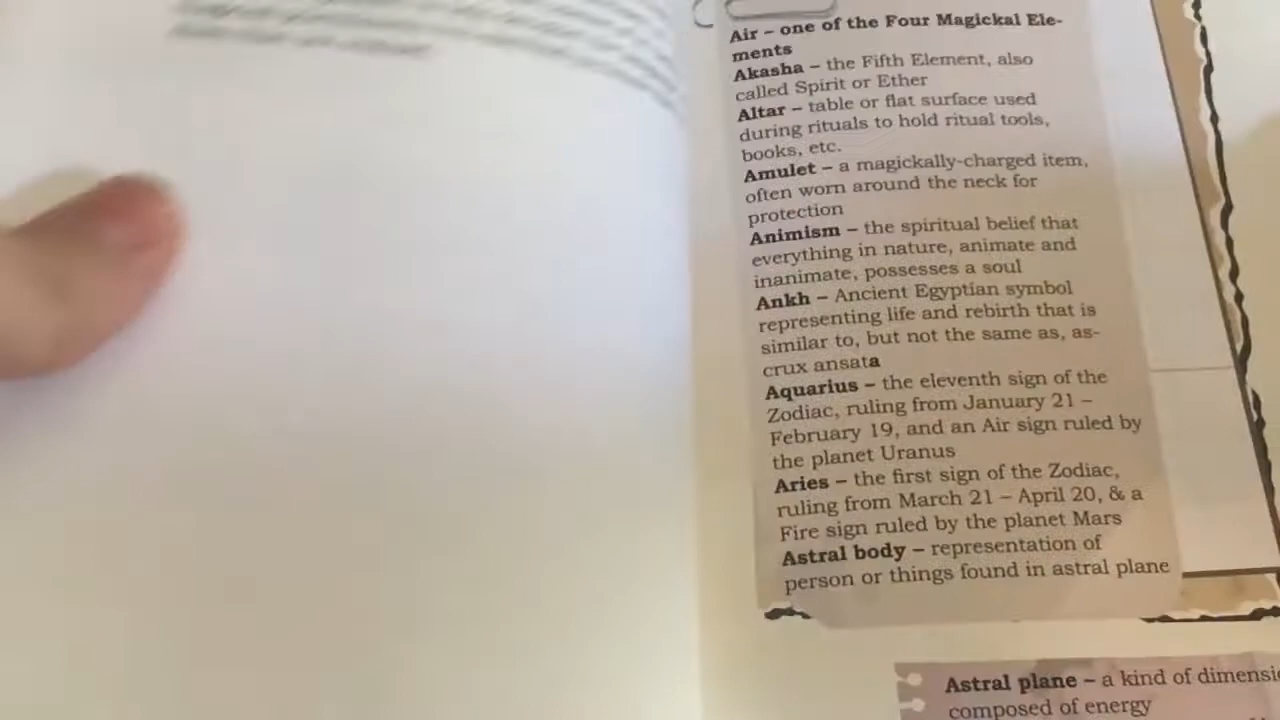 Air – one of the Four Magickal Ele-
ments
Akasha – the Fifth Element, also
called Spirit or Ether
Altar – table or flat surface used
during rituals to hold ritual tools,
books, etc.
Amulet – a magickally-charged item,
often worn around the neck for
protection
Animism – the spiritual belief that
everything in nature, animate and
inanimate, possesses a soul
Ankh – Ancient Egyptian symbol
representing life and rebirth that is
similar to, but not the same as, as-
crux ansata
Aquarius – the eleventh sign of the
Zodiac, ruling from January 21 –
February 19, and an Air sign ruled by
the planet Uranus
Aries – the first sign of the Zodiac,
ruling from March 21 – April 20, & a
Fire sign ruled by the planet Mars
Astral body – representation of
person or things found in astral plane
Astral plane – a kind of dimensi
composed of energy